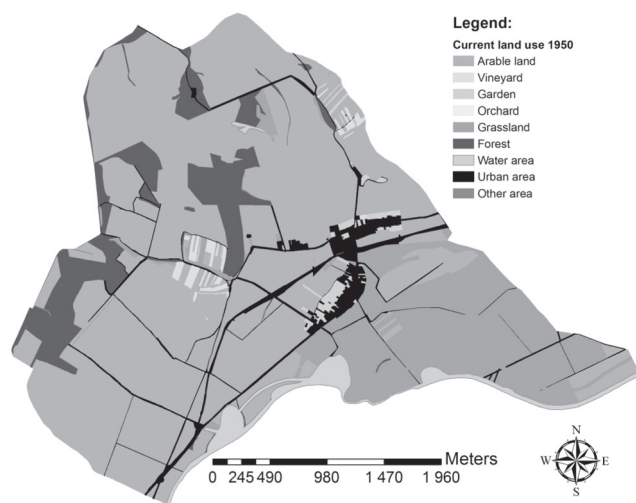 Legend:
Current land use 1950
Arable land
Vineyard
Garden
Orchard
Grassland
Forest
Water area
Urban area
Other area
Meters
0 245 490 980 1 470 1 960
N
W E
S